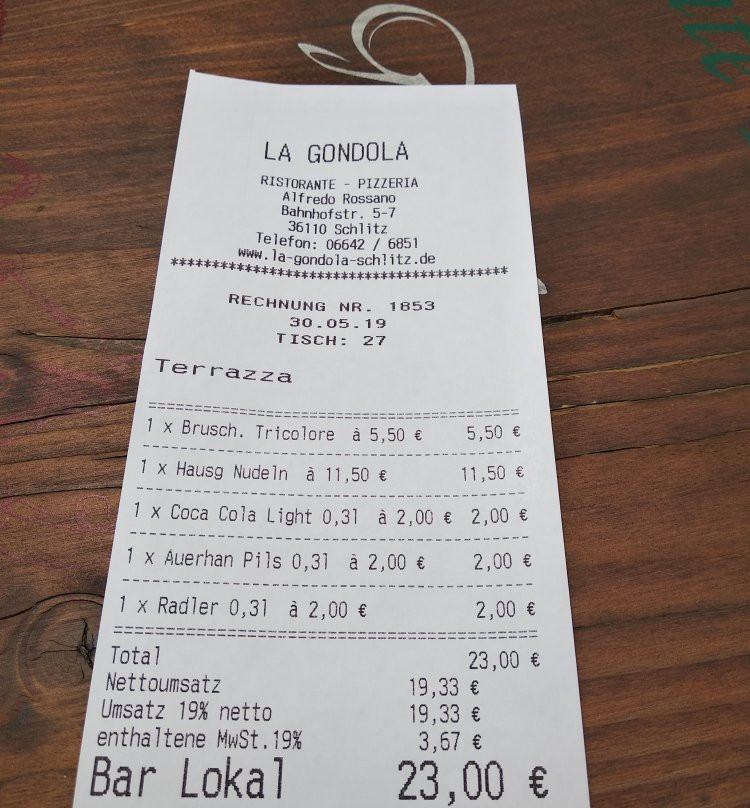 LA GONDOLA
RISTORANTE - PIZZERIA
Alfredo Rossano
Bahnhofstr. 5-7
36110 Schlitz
Telefon: 06642 / 6851
www.la-gondola-schlitz.de
******************************************
RECHNUNG NR. 1853
30.05.19
TISCH: 27
Terrazza
1 x Brusch. Tricolore à 5,50 € 5,50 €
1 x Hausg Nudeln à 11,50 € 11,50 €
1 x Coca Cola Light 0,3l à 2,00 € 2,00 €
1 x Auerhan Pils 0,3l à 2,00 € 2,00 €
1 x Radler 0,3l à 2,00 € 2,00 €
Total 23,00 €
Nettoumsatz 19,33 €
Umsatz 19% netto 19,33 €
enthaltene MwSt.19% 3,67 €
Bar Lokal 23,00 €